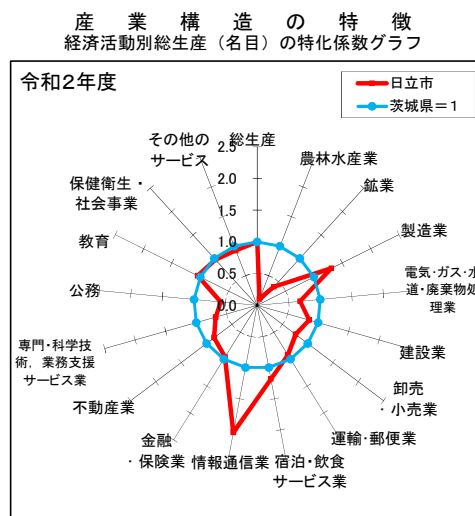 産業構造の特徴
経済活動別総生産（名目）の特化係数グラフ
令和2年度
日立市
茨城県＝1
総生産
農林水産業
鉱業
製造業
電気・ガス・水
道・廃棄物処
理業
建設業
卸売
・小売業
運輸・郵便業
宿泊・飲食
サービス業
情報通信業
金融
・保険業
不動産業
専門・科学技
術，業務支援
サービス業
公務
教育
保健衛生・
社会事業
その他の
サービス
2.5
2.0
1.5
1.0
0.5
0.0